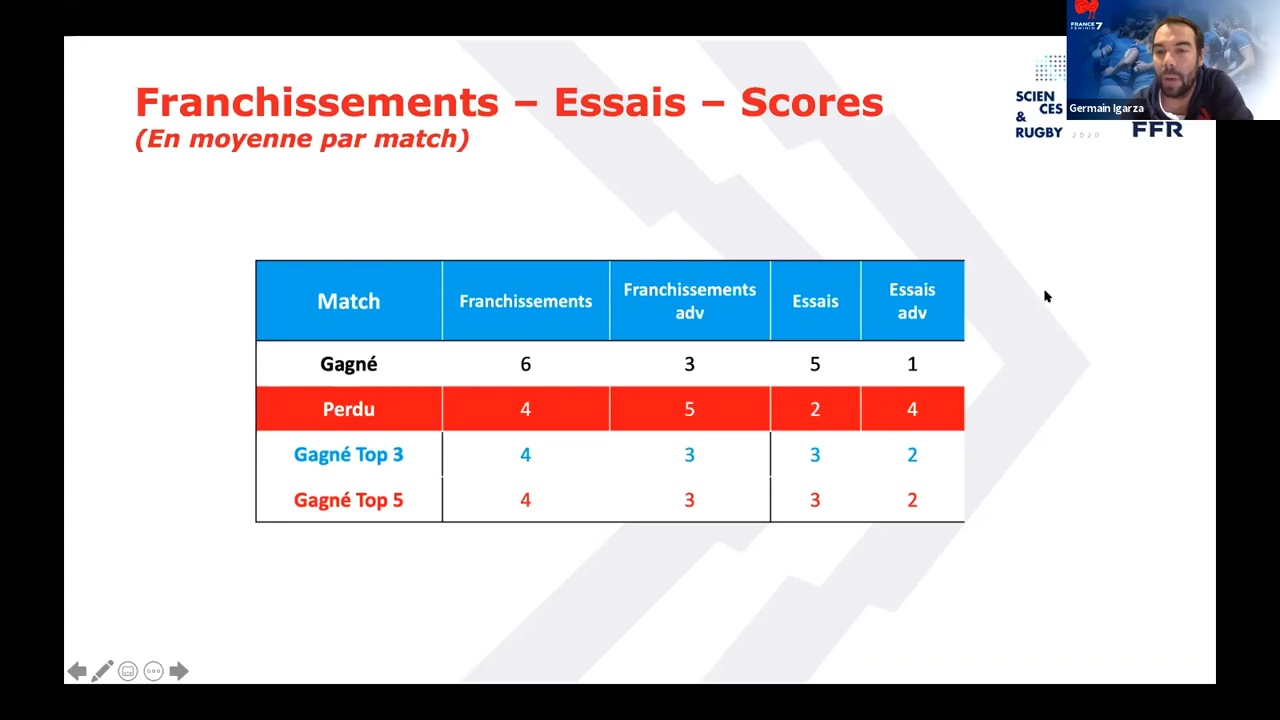 FRANCE 7
FÉMININ
Germain Igarza
Franchissements – Essais – Scores
(En moyenne par match)
SCIEN
CES
&
RUGBY
2020
FFR
Match Franchissements Franchissements adv Essais Essais adv
Gagné 6 3 5 1
Perdu 4 5 2 4
Gagné Top 3 4 3 3 2
Gagné Top 5 4 3 3 2